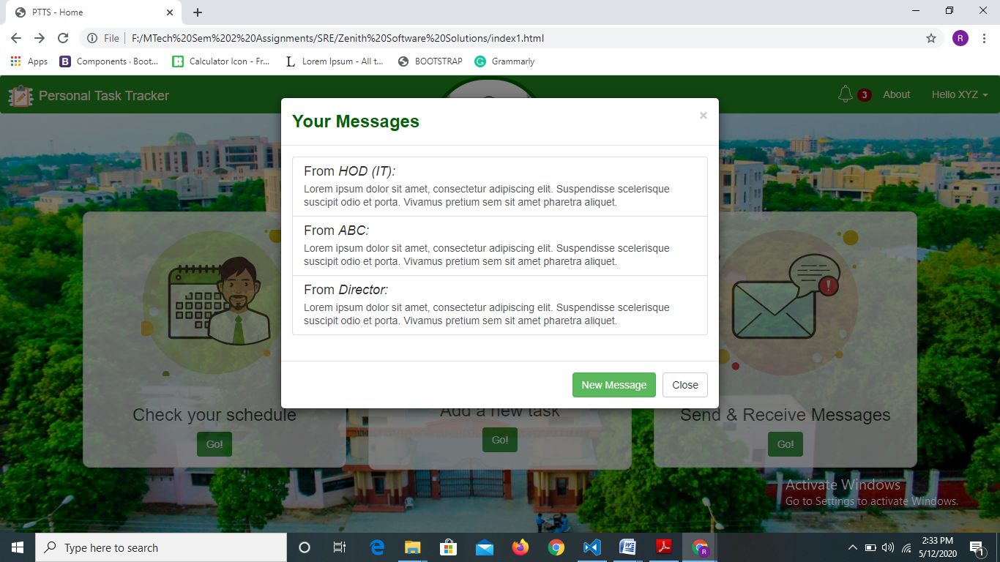 PTTS - Home
File
F:/MTech%20Sem%202%20Assignments/SRE/Zenith%20Software%20Solutions/index1.html
R
Apps
Components · Boot...
Calculator Icon - Fr...
Lorem Ipsum - All t...
BOOTSTRAP
Grammarly
Personal Task Tracker
3
About
Hello XYZ
Your Messages
×
From HOD (IT):
Lorem ipsum dolor sit amet, consectetur adipiscing elit. Suspendisse scelerisque
suscipit odio et porta. Vivamus pretium sem sit amet pharetra aliquet.
From ABC:
Lorem ipsum dolor sit amet, consectetur adipiscing elit. Suspendisse scelerisque
suscipit odio et porta. Vivamus pretium sem sit amet pharetra aliquet.
From Director:
Lorem ipsum dolor sit amet, consectetur adipiscing elit. Suspendisse scelerisque
suscipit odio et porta. Vivamus pretium sem sit amet pharetra aliquet.
New Message
Close
Check your schedule
Go!
Add a new task
Go!
Send & Receive Messages
Go!
Activate Windows
Go to Settings to activate Windows.
Type here to search
R
2:33 PM
5/12/2020
1